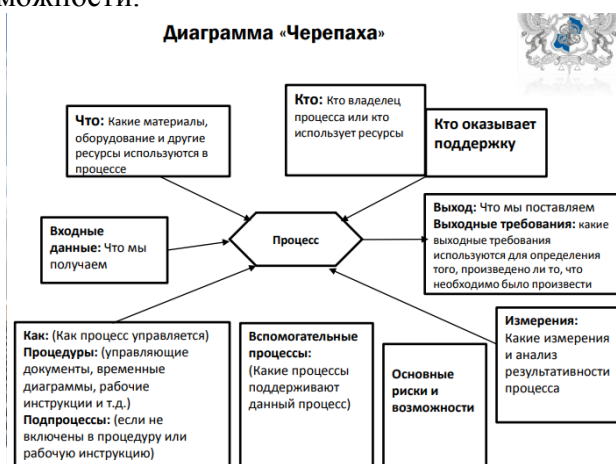 можности.
Диаграмма «Черепаха»
Что: Какие материалы,
оборудование и другие
ресурсы используются в
процессе
Кто: Кто владелец
процесса или кто
использует ресурсы
Кто оказывает
поддержку
Входные
данные: Что мы
получаем
Процесс
Выход: Что мы поставляем
Выходные требования: какие
выходные требования
используются для определения
того, произведено ли то, что
необходимо было произвести
Как: (Как процесс управляется)
Процедуры: (управляющие
документы, временные
диаграммы, рабочие
инструкции и т.д.)
Подпроцессы: (если не
включены в процедуру или
рабочую инструкцию)
Вспомогательные
процессы:
(Какие процессы
поддерживают
данный процесс)
Основные
риски и
возможности
Измерения:
Какие измерения
и анализ
результативности
процесса